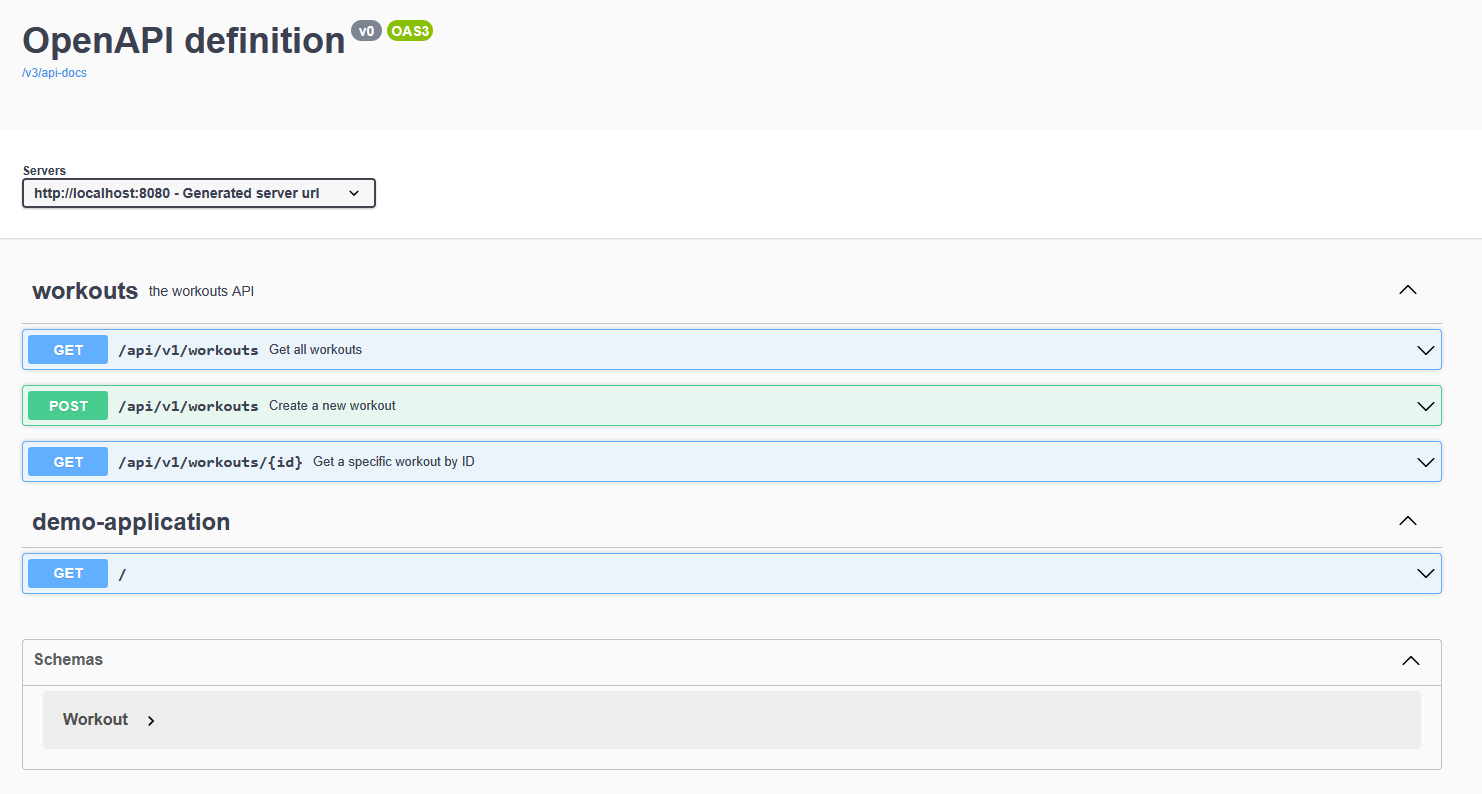 OpenAPI definition v0 OAS3
/v3/api-docs
Servers
http://localhost:8080 - Generated server url
workouts the workouts API
GET /api/v1/workouts Get all workouts
POST /api/v1/workouts Create a new workout
GET /api/v1/workouts/{id} Get a specific workout by ID
demo-application
GET /
Schemas
Workout